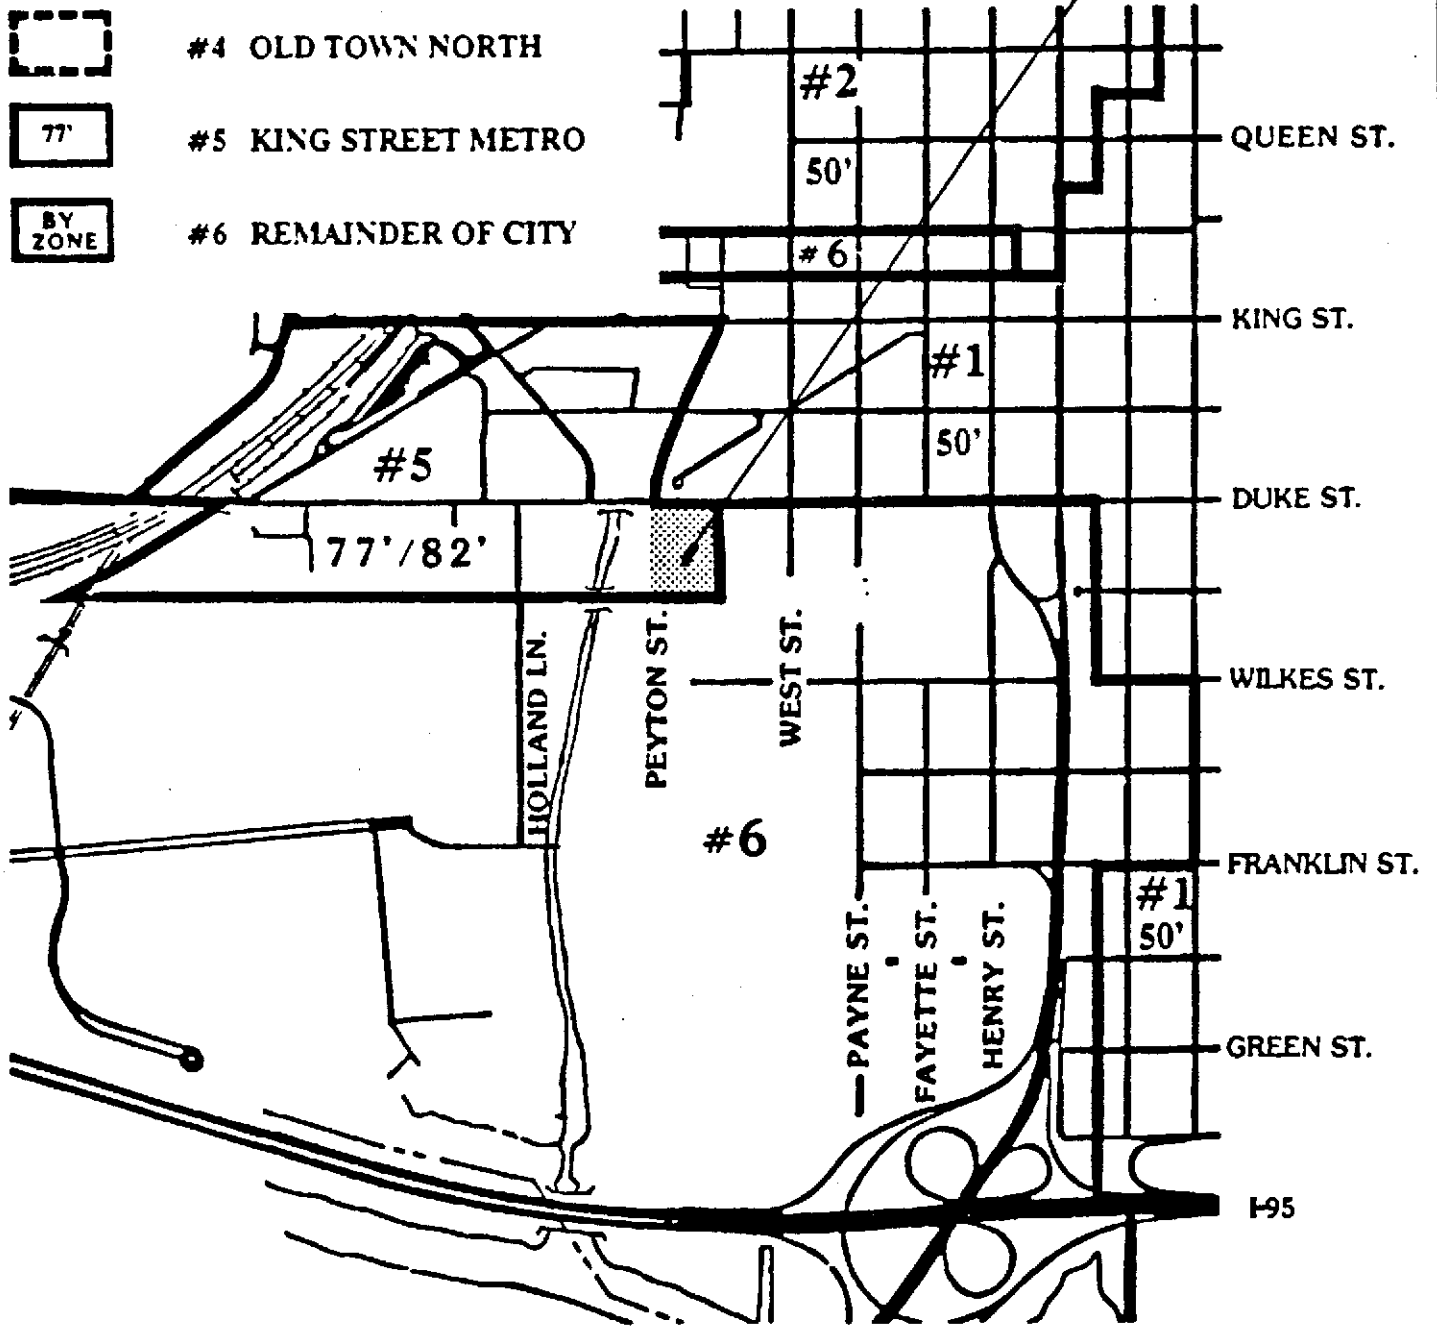 #4 OLD TOWN NORTH
77' #5 KING STREET METRO
BY
ZONE
#6 REMAINDER OF CITY
#2
50'
QUEEN ST.
#6
KING ST.
#1
50'
#5
DUKE ST.
77'/82'
HOLLAND LN.
PEYTON ST.
WEST ST.
WILKES ST.
#6
FRANKLIN ST.
#1
50'
PAYNE ST.
FAYETTE ST.
HENRY ST.
GREEN ST.
I-95